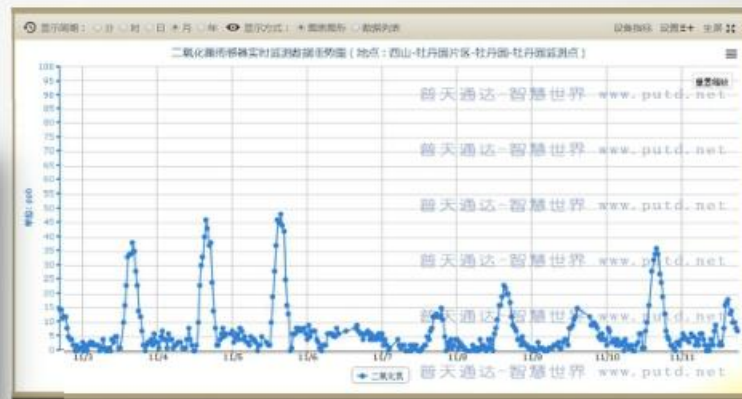 显示周期： 分 时 日 月 年 显示方式： 图表图形 数据列表 设备指标 设置 全屏
二氧化氮传感器实时监测数据走势图 ( 地点：西山-牡丹园片区-牡丹园-牡丹园监测点 )
重置缩放
普天通达-智慧世界 www.putd.net
普天通达-智慧世界 www.putd.net
普天通达-智慧世界 www.putd.net
普天通达-智慧世界 www.putd.net
普天通达-智慧世界 www.putd.net
普天通达-智慧世界 www.putd.net
单位: ppb
100
95
90
85
80
75
70
65
60
55
50
45
40
35
30
25
20
15
10
5
0
11/3 11/4 11/5 11/6 11/7 11/8 11/9 11/10 11/11
二氧化氮